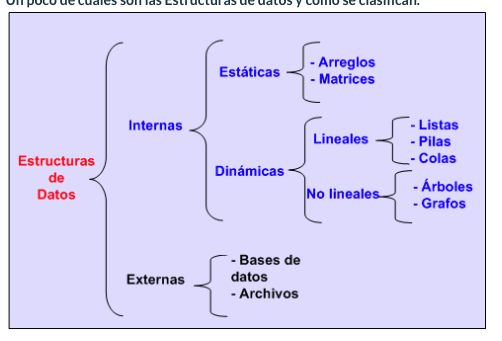 Un poco de cuáles son las Estructuras de datos y cómo se clasifican.
Estáticas
- Arreglos
- Matrices
Internas
Lineales
- Listas
- Pilas
- Colas
Estructuras
de
Datos
Dinámicas
No lineales
- Árboles
- Grafos
Externas
- Bases de
datos
- Archivos